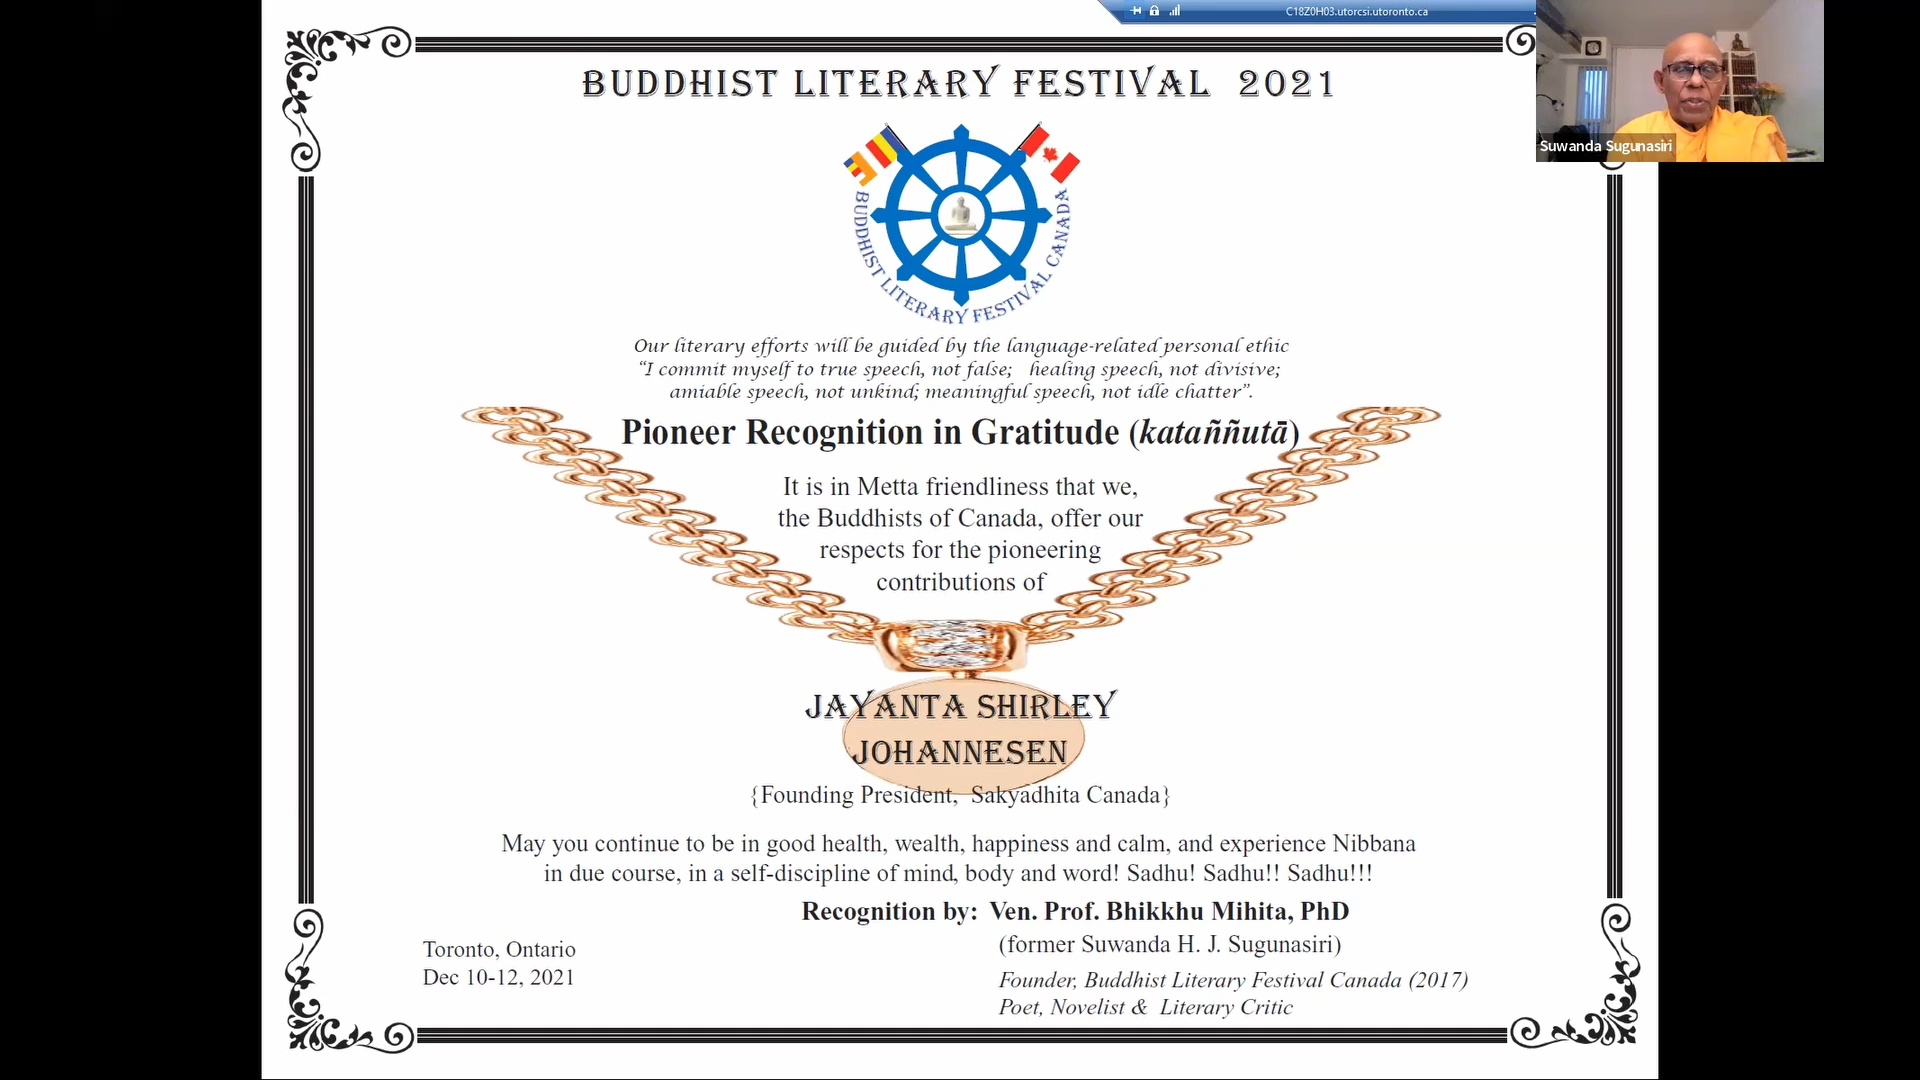 C18Z0H03.utorcsi.utoronto.ca
Suwanda Sugunasiri
BUDDHIST LITERARY FESTIVAL 2021
BUDDHIST LITERARY FESTIVAL CANADA
Our literary efforts will be guided by the language-related personal ethic
“I commit myself to true speech, not false; healing speech, not divisive;
amiable speech, not unkind; meaningful speech, not idle chatter”.
Pioneer Recognition in Gratitude (kataññutā)
It is in Metta friendliness that we,
the Buddhists of Canada, offer our
respects for the pioneering
contributions of
JAYANTA SHIRLEY
JOHANNESEN
{Founding President, Sakyadhita Canada}
May you continue to be in good health, wealth, happiness and calm, and experience Nibbana
in due course, in a self-discipline of mind, body and word! Sadhu! Sadhu!! Sadhu!!!
Recognition by: Ven. Prof. Bhikkhu Mihita, PhD
(former Suwanda H. J. Sugunasiri)
Founder, Buddhist Literary Festival Canada (2017)
Poet, Novelist & Literary Critic
Toronto, Ontario
Dec 10-12, 2021